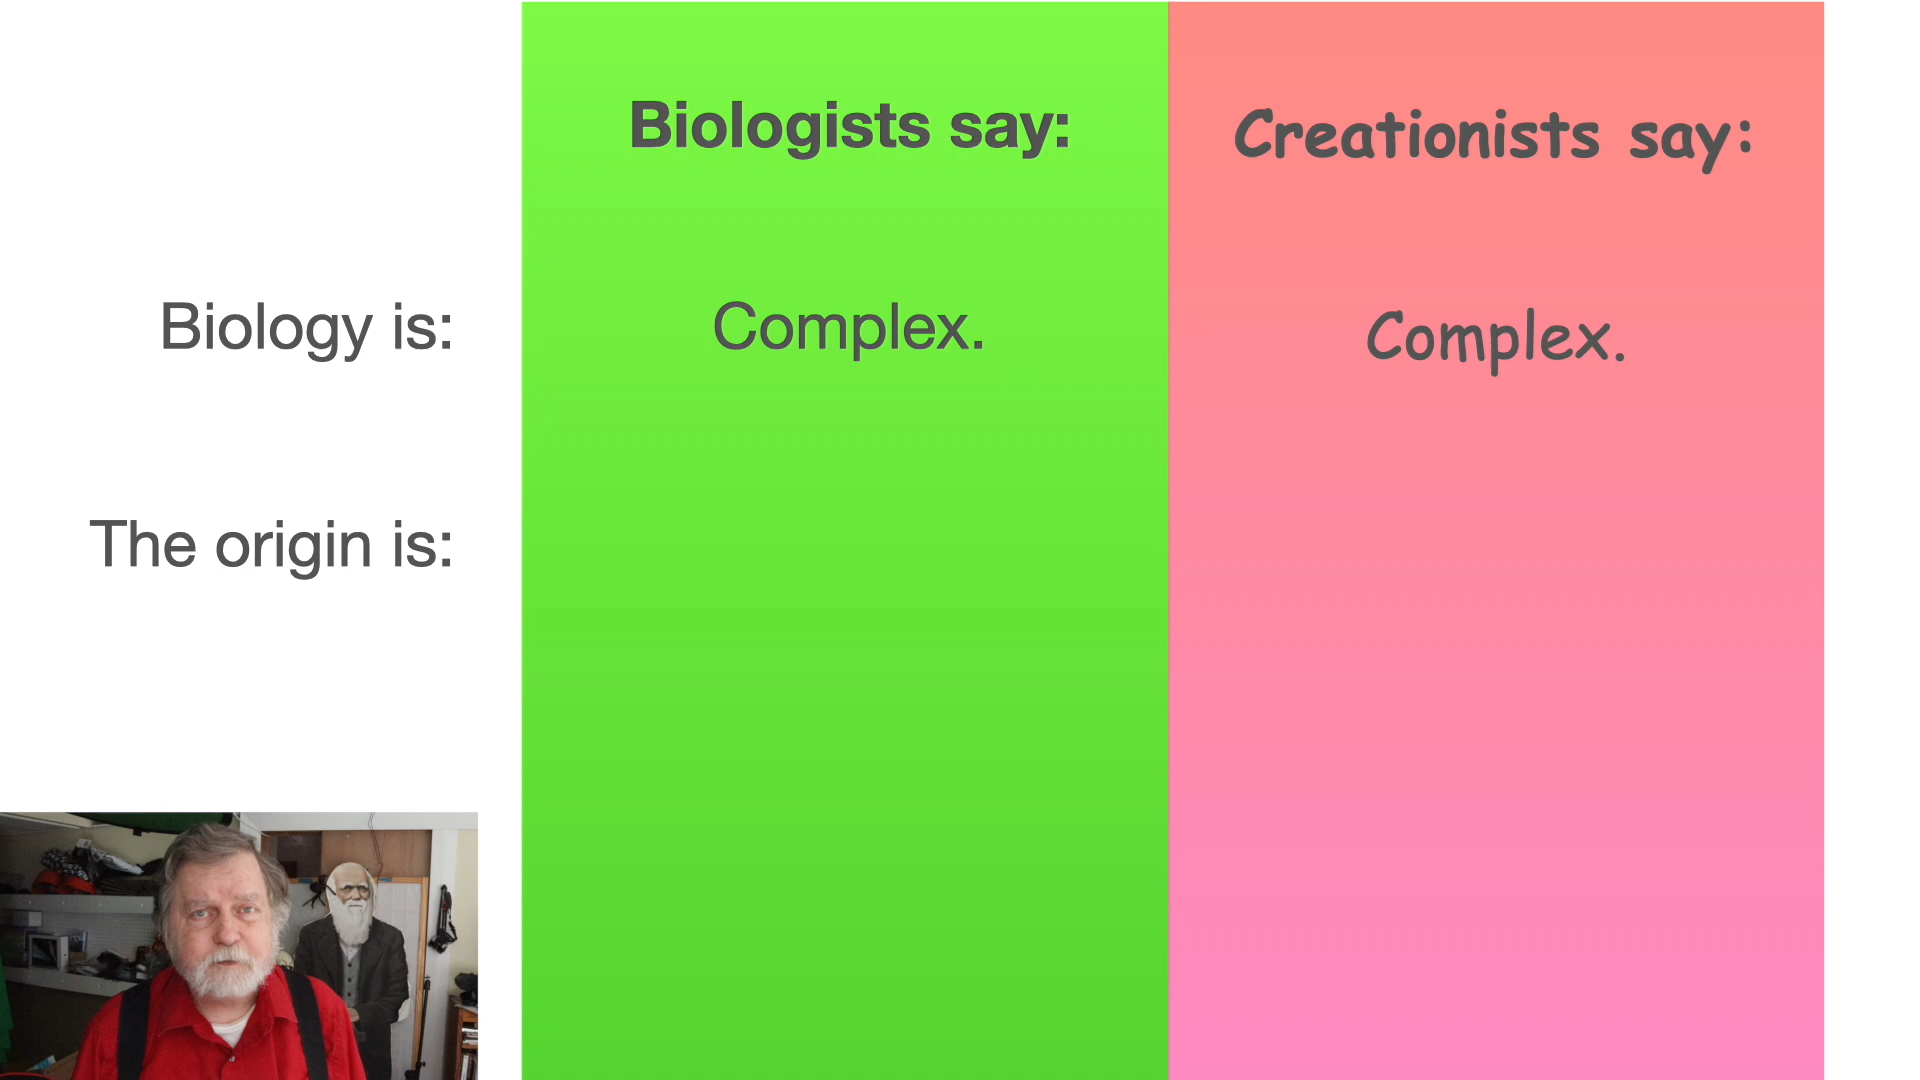 Biologists say:
Creationists say:
Biology is:
Complex.
Complex.
The origin is: